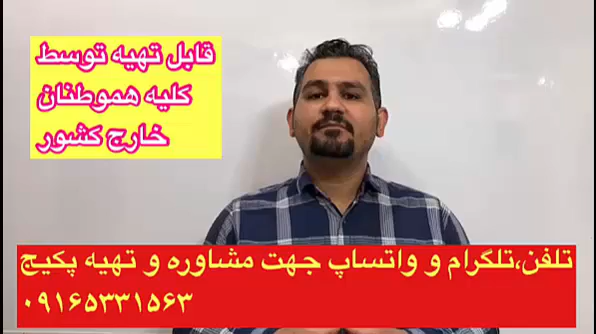 قابل تهیه توسط
کلیه هموطنان
خارج کشور
تلفن،تلگرام و واتساپ جهت مشاوره و تهیه پکیج
۰۹۱۶۵۳۳۱۵۶۳